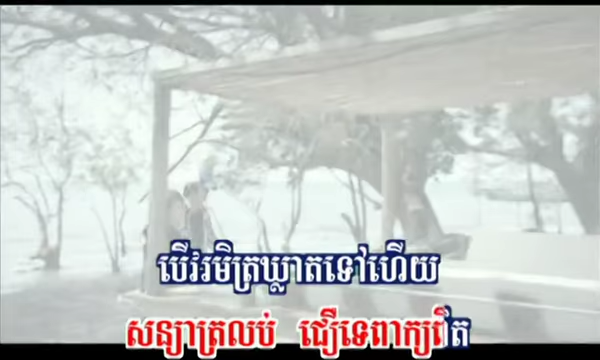 បើវរមិត្រឃ្លាតទៅហើយ
សន្យាត្រលប់ ជឿទេពាក្យពិត